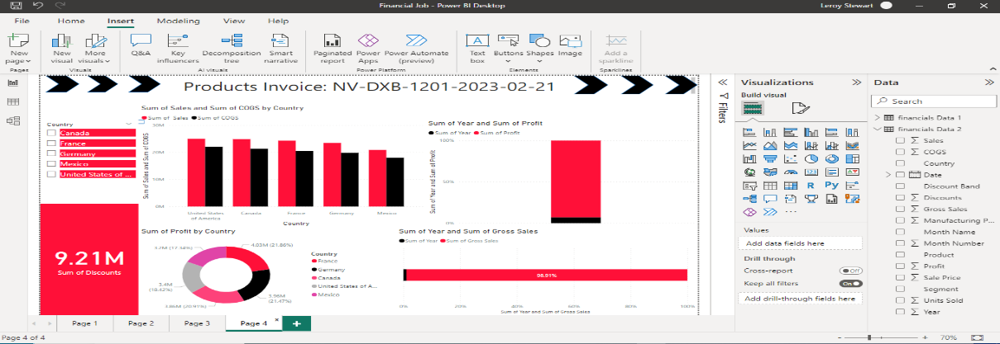 Financial Job - Power BI Desktop
Leroy Stewart
File Home Insert Modeling View Help
New page
New visual
More visuals
Q&A
Key influencers
Decomposition tree
Smart narrative
Paginated report
Power Apps
Power Automate (preview)
Text box
Buttons
Shapes
Image
Add a sparkline
Pages
Visuals
AI visuals
Power Platform
Elements
Sparklines
Products Invoice: NV-DXB-1201-2023-02-21
Country
Canada
France
Germany
Mexico
United States of ...
9.21M
Sum of Discounts
Sum of Sales and Sum of COGS by Country
Sum of Sales Sum of COGS
Sum of Sales and Sum of COGS
30M
20M
10M
0M
United States of America
Canada
France
Germany
Mexico
Country
Sum of Year and Sum of Profit
Sum of Year Sum of Profit
Sum of Year and Sum of Profit
100%
50%
0%
Sum of Profit by Country
4.03M (21.86%)
3.96M (21.47%)
3.86M (20.91%)
3.4M (18.42%)
3.2M (17.34%)
Country
France
Germany
Canada
United States of A...
Mexico
Sum of Year and Sum of Gross Sales
Sum of Year Sum of Gross Sales
98.91%
0% 20% 40% 60% 80% 100%
Sum of Year and Sum of Gross Sales
Filters
Visualizations
Build visual
R
Py
123
Values
Add data fields here
Drill through
Cross-report
Off
Keep all filters
On
Add drill-through fields here
Data
Search
financials Data 1
financials Data 2
Sales
COGS
Country
Date
Discount Band
Discounts
Gross Sales
Manufacturing P...
Month Name
Month Number
Product
Profit
Sale Price
Segment
Units Sold
Year
Page 1
Page 2
Page 3
Page 4
Page 4 of 4
70%